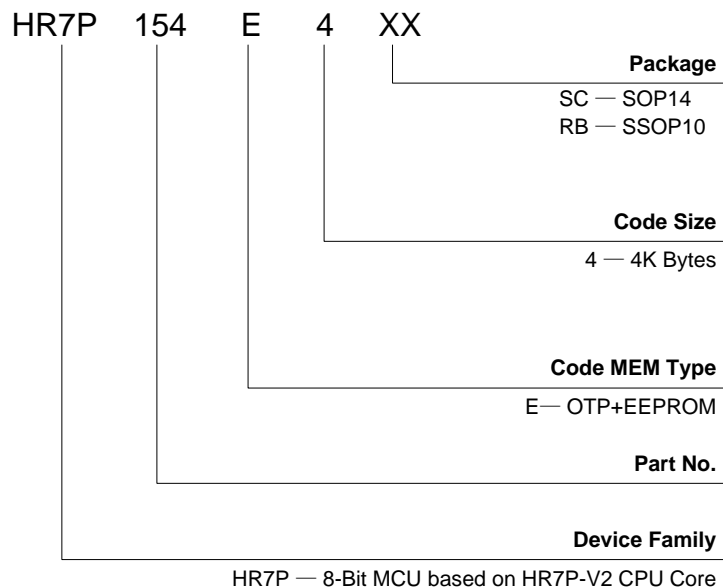 HR7P 154 E 4 XX
Package
SC — SOP14
RB — SSOP10
Code Size
4 — 4K Bytes
Code MEM Type
E— OTP+EEPROM
Part No.
Device Family
HR7P — 8-Bit MCU based on HR7P-V2 CPU Core